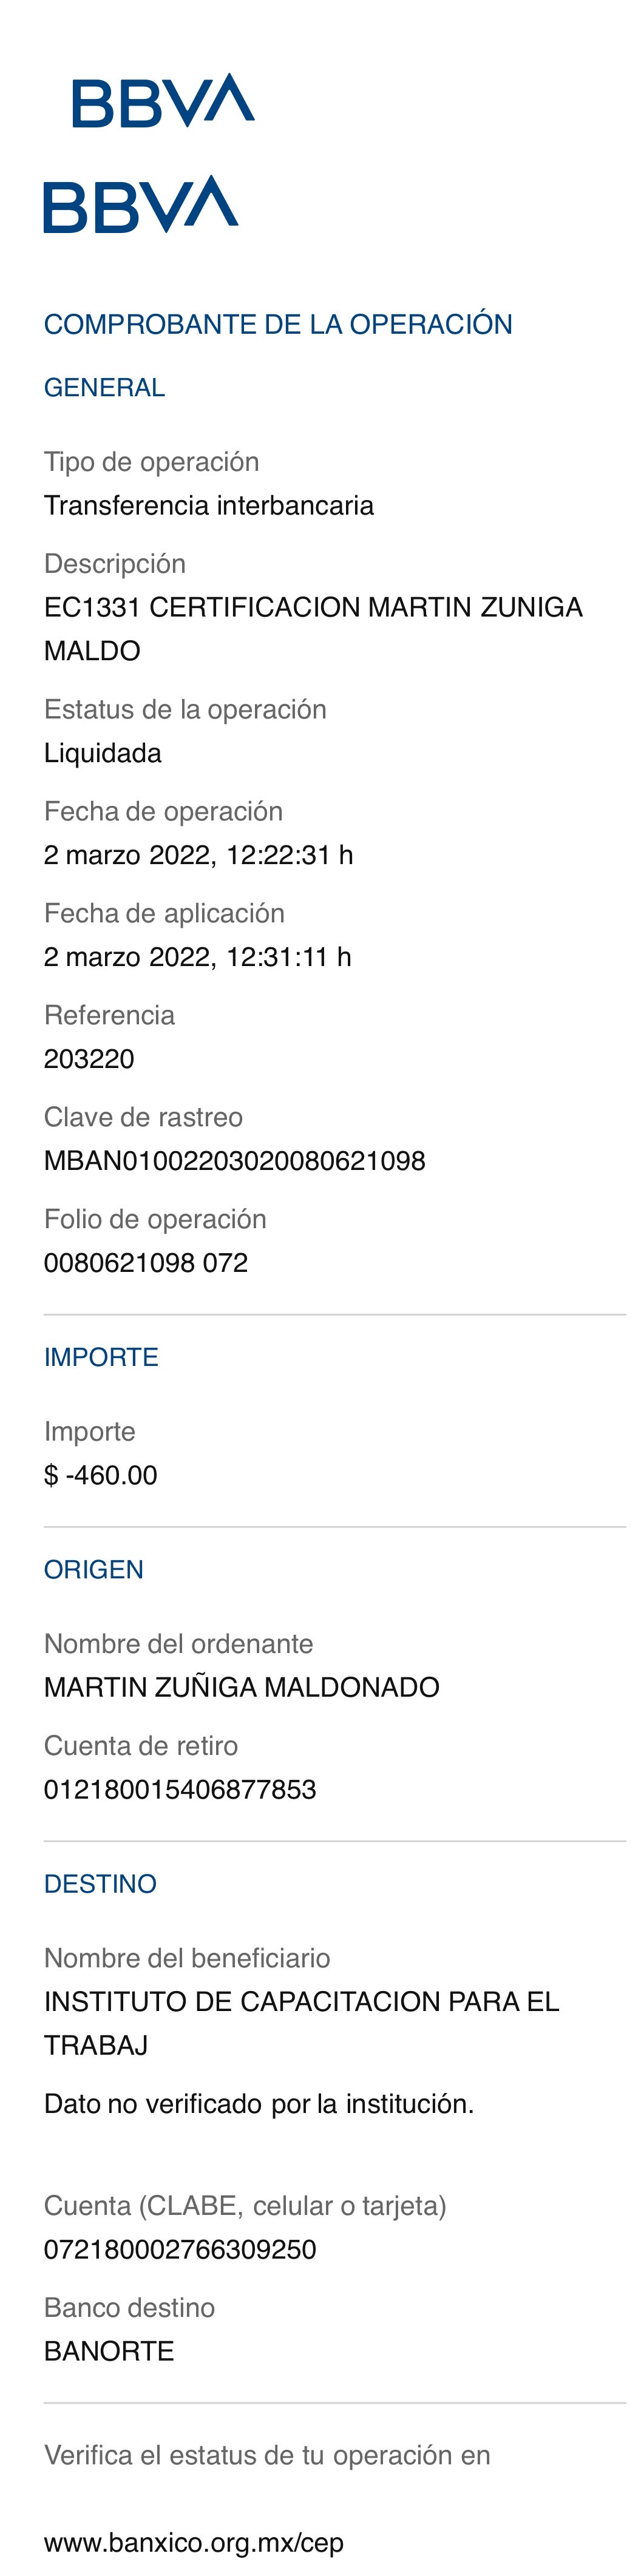 BBVA
BBVA
COMPROBANTE DE LA OPERACIÓN
GENERAL
Tipo de operación
Transferencia interbancaria
Descripción
EC1331 CERTIFICACION MARTIN ZUNIGA
MALDO
Estatus de la operación
Liquidada
Fecha de operación
2 marzo 2022, 12:22:31 h
Fecha de aplicación
2 marzo 2022, 12:31:11 h
Referencia
203220
Clave de rastreo
MBAN01002203020080621098
Folio de operación
0080621098 072
IMPORTE
Importe
$ -460.00
ORIGEN
Nombre del ordenante
MARTIN ZUÑIGA MALDONADO
Cuenta de retiro
012180015406877853
DESTINO
Nombre del beneficiario
INSTITUTO DE CAPACITACION PARA EL
TRABAJ
Dato no verificado por la institución.
Cuenta (CLABE, celular o tarjeta)
072180002766309250
Banco destino
BANORTE
Verifica el estatus de tu operación en
www.banxico.org.mx/cep